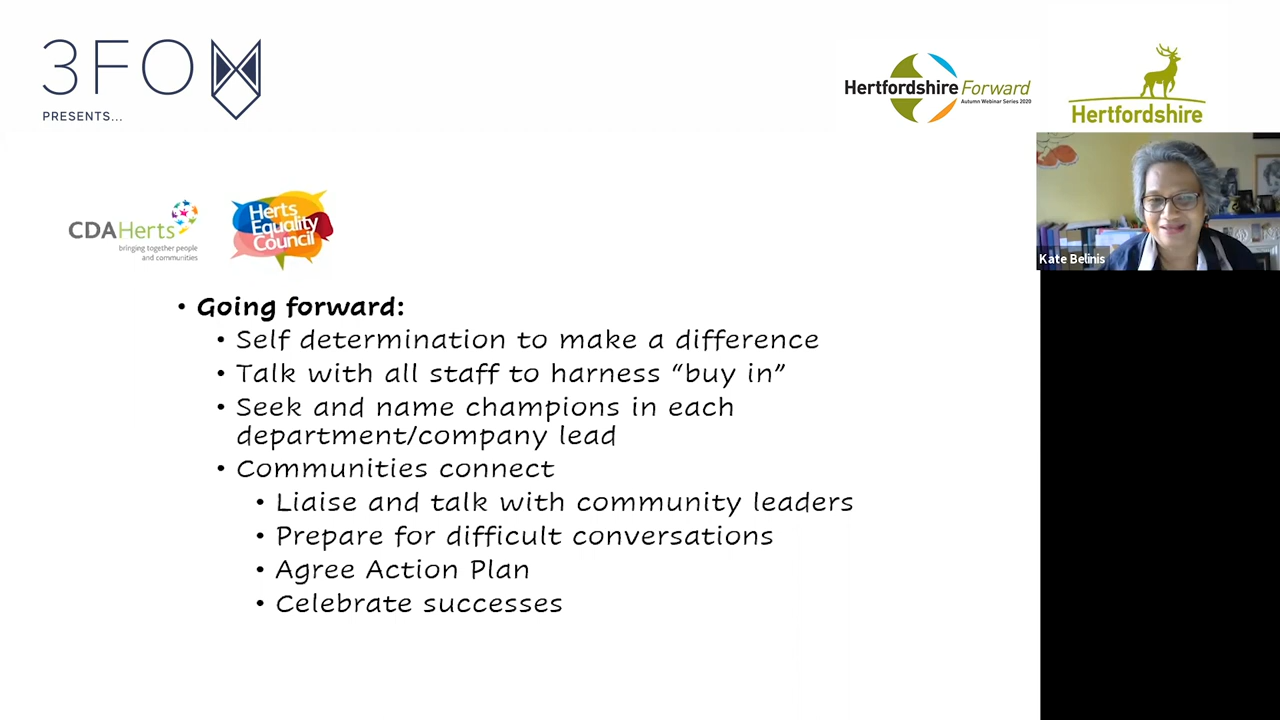 3FOX
PRESENTS...
Hertfordshire Forward
Autumn Webinar Series 2020
Hertfordshire
CDAHerts
bringing together people
and communities
Herts
Equality
Council
Kate Belinis
• Going forward:
• Self determination to make a difference
• Talk with all staff to harness “buy in”
• Seek and name champions in each
department/company lead
• Communities connect
• Liaise and talk with community leaders
• Prepare for difficult conversations
• Agree Action Plan
• Celebrate successes